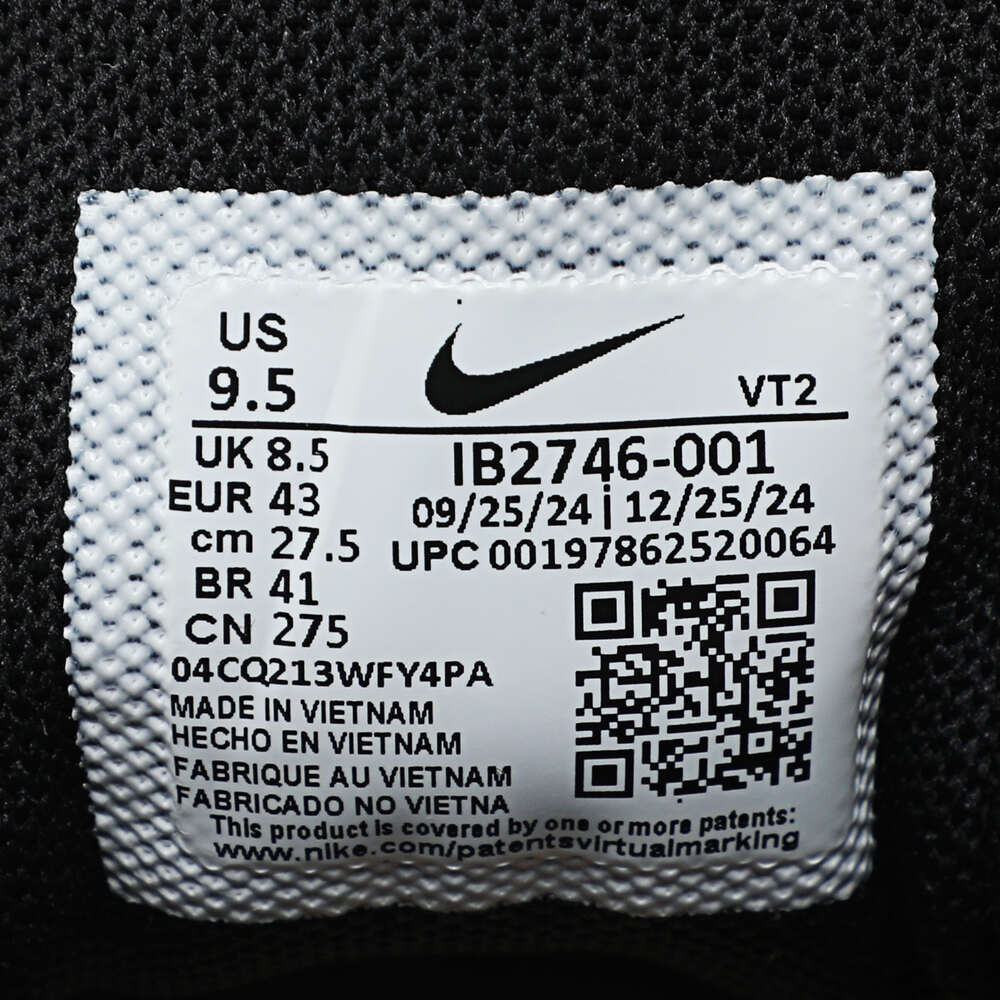 US
9.5
VT2
UK 8.5
EUR 43
cm 27.5
BR 41
CN 275
IB2746-001
09/25/24 | 12/25/24
UPC 00197862520064
04CQ213WFY4PA
MADE IN VIETNAM
HECHO EN VIETNAM
FABRIQUE AU VIETNAM
FABRICADO NO VIETNA
This product is covered by one or more patents:
www.nike.com/patentsvirtualmarking